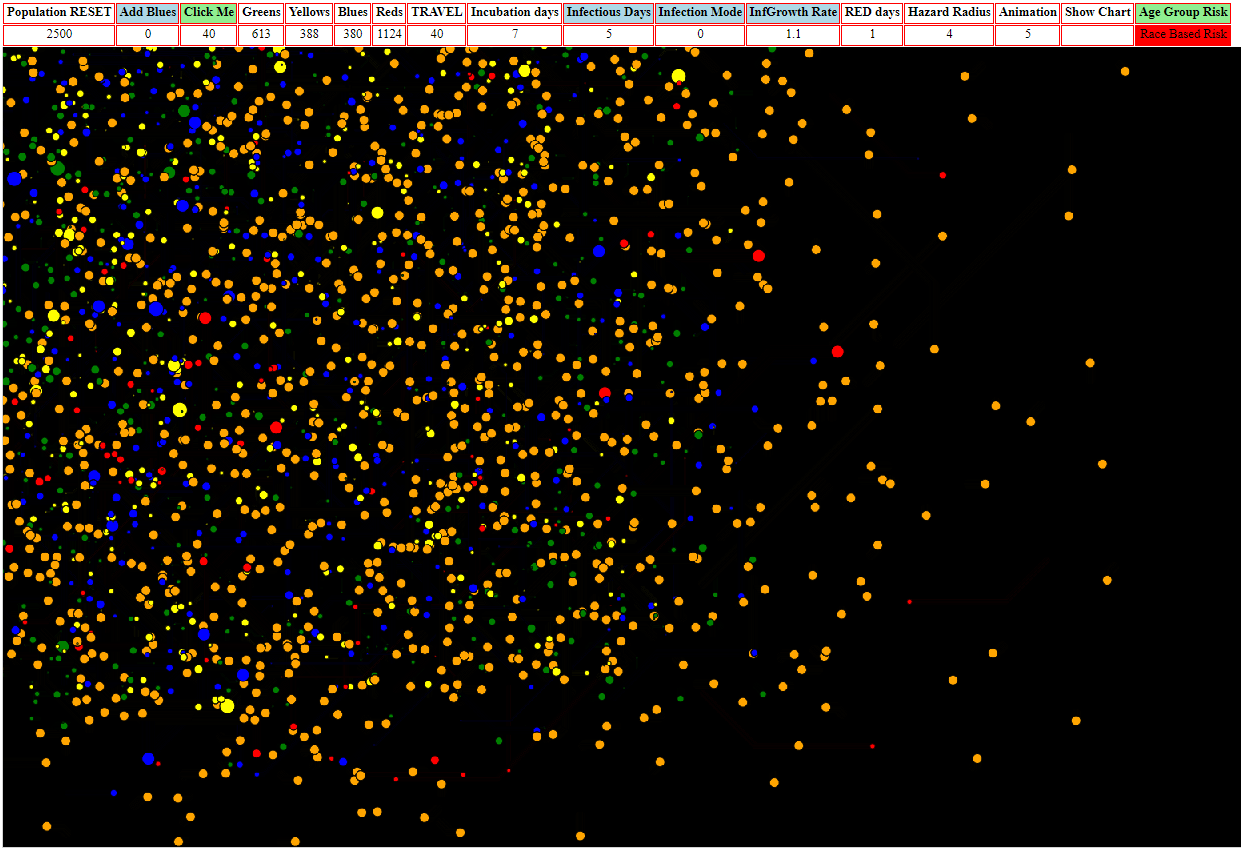 Population RESET Add Blues Click Me Greens Yellows Blues Reds TRAVEL Incubation days Infectious Days Infection Mode InfGrowth Rate RED days Hazard Radius Animation Show Chart Age Group Risk
2500 0 40 613 388 380 1124 40 7 5 0 1.1 1 4 5 Race Based Risk